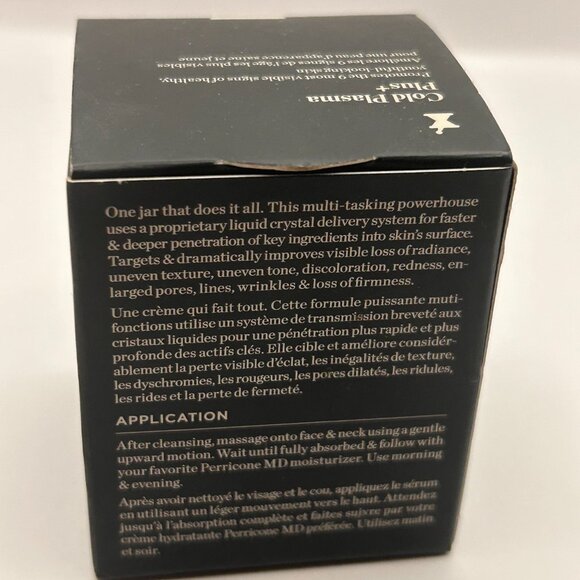 Cold Plasma
Plus+
Promotes the 9 most visible signs of healthy,
youthful-looking skin
Améliore les 9 signes de l'âge les plus visibles
pour une peau d'apparence saine et jeune
One jar that does it all. This multi-tasking powerhouse
uses a proprietary liquid crystal delivery system for faster
& deeper penetration of key ingredients into skin's surface.
Targets & dramatically improves visible loss of radiance,
uneven texture, uneven tone, discoloration, redness, en-
larged pores, lines, wrinkles & loss of firmness.
Une crème qui fait tout. Cette formule puissante muti-
fonctions utilise un système de transmission breveté aux
cristaux liquides pour une pénétration plus rapide et plus
profonde des actifs clés. Elle cible et améliore considér-
ablement la perte visible d'éclat, les inégalités de texture,
les dyschromies, les rougeurs, les pores dilatés, les ridules,
les rides et la perte de fermeté.
APPLICATION
After cleansing, massage onto face & neck using a gentle
upward motion. Wait until fully absorbed & follow with
your favorite Perricone MD moisturizer. Use morning
& evening.
Après avoir nettoyé le visage et le cou, appliquez le sérum
en utilisant un léger mouvement vers le haut. Attendez
jusqu'à l'absorption complète et faites suivre par votre
crème hydratante Perricone MD préférée. Utilisez matin
et soir.